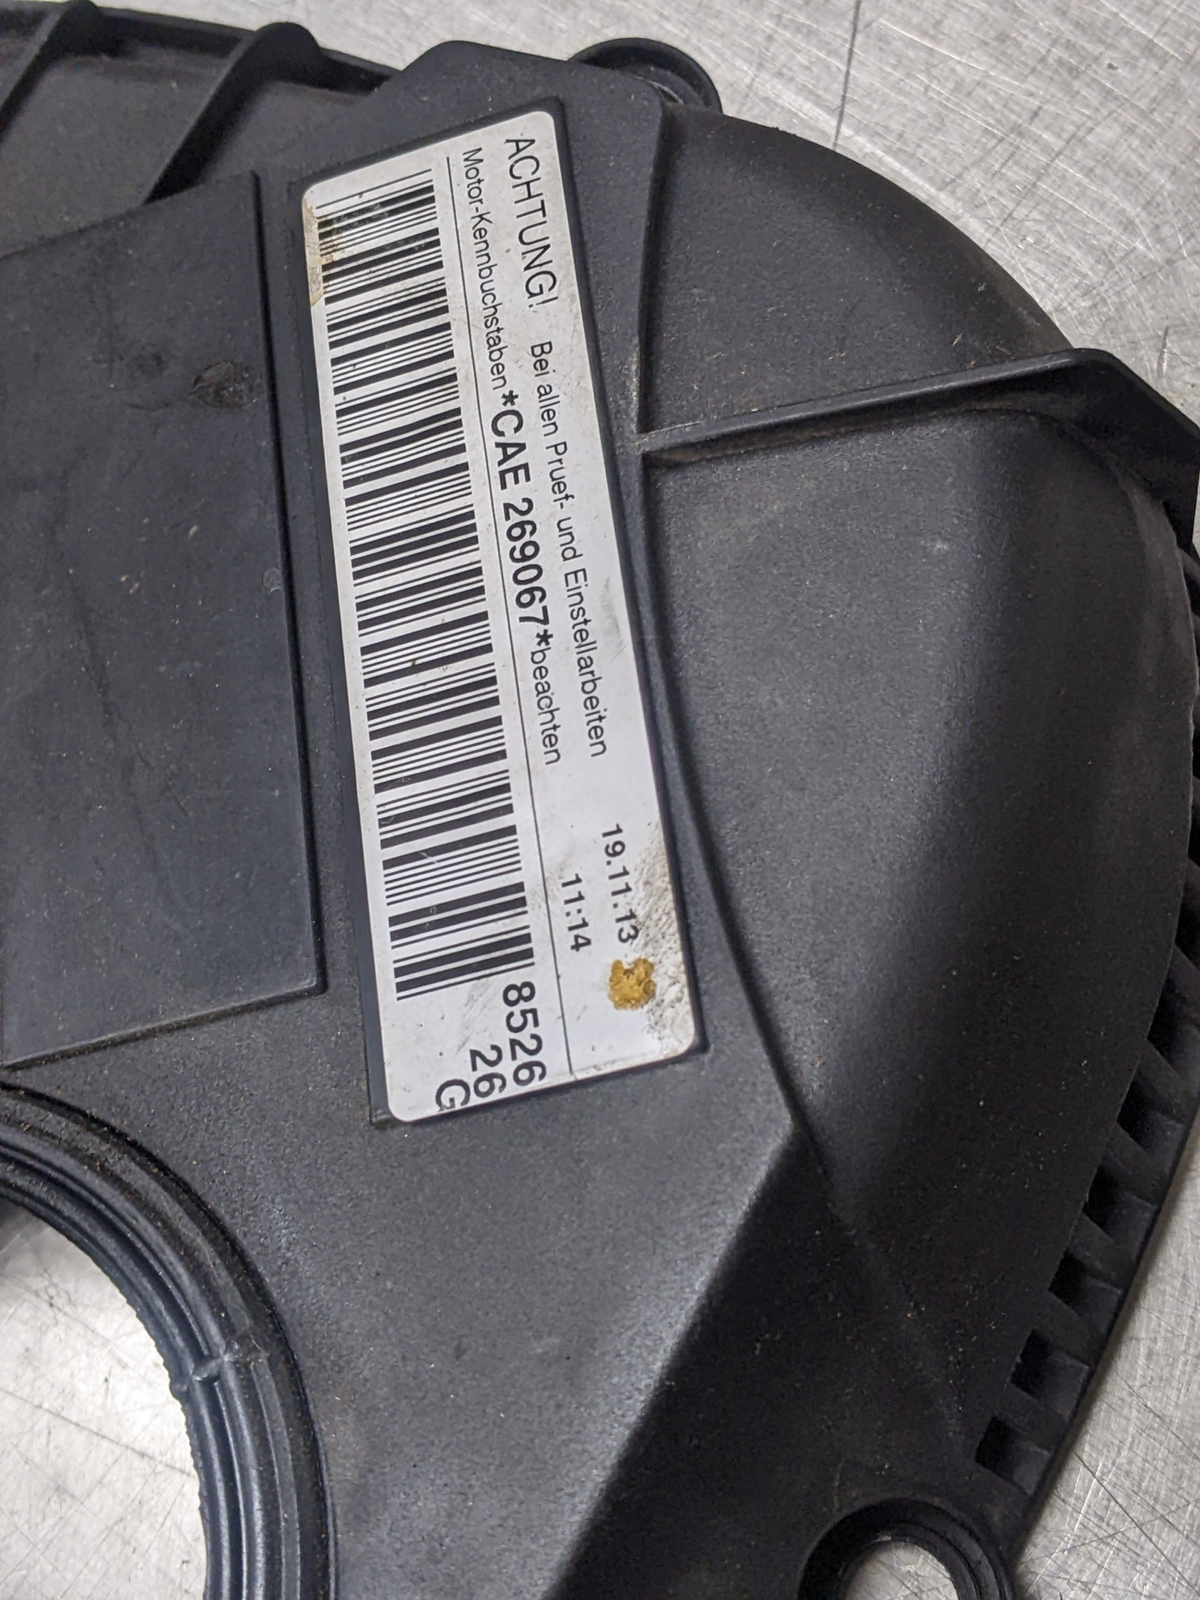 ACHTUNG! Bei allen Pruef- und Einstellarbeiten 19.11.13
Motor-Kennbuchstaben *CAE 269067* beachten 11:14
8526
26
G